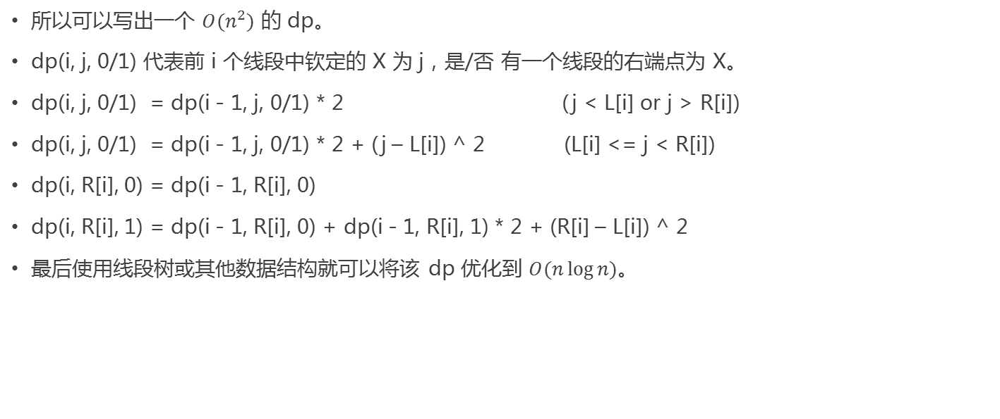 • 所以可以写出一个 O(n²) 的 dp。
• dp(i, j, 0/1) 代表前 i 个线段中钦定的 X 为 j，是/否 有一个线段的右端点为 X。
• dp(i, j, 0/1) = dp(i - 1, j, 0/1) * 2 (j < L[i] or j > R[i])
• dp(i, j, 0/1) = dp(i - 1, j, 0/1) * 2 + (j – L[i]) ^ 2 (L[i] <= j < R[i])
• dp(i, R[i], 0) = dp(i - 1, R[i], 0)
• dp(i, R[i], 1) = dp(i - 1, R[i], 0) + dp(i - 1, R[i], 1) * 2 + (R[i] – L[i]) ^ 2
• 最后使用线段树或其他数据结构就可以将该 dp 优化到 O(n log n)。